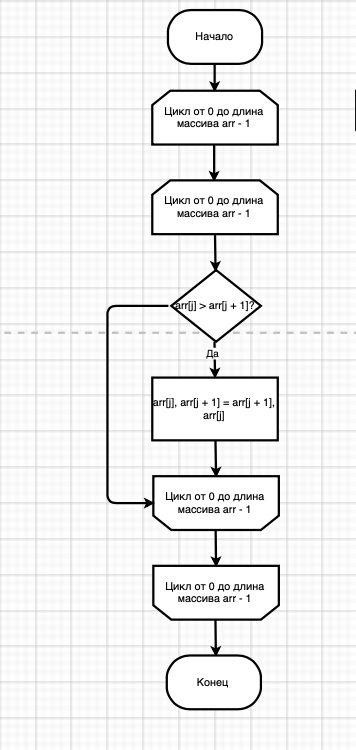 Начало
Цикл от 0 до длина
массива arr - 1
Цикл от 0 до длина
массива arr - 1
arr[j] > arr[j + 1]?
Да
arr[j], arr[j + 1] = arr[j + 1],
arr[j]
Цикл от 0 до длина
массива arr - 1
Цикл от 0 до длина
массива arr - 1
Конец